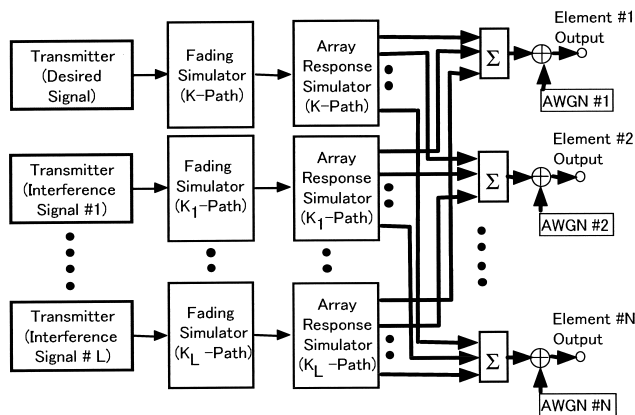 Transmitter
(Desired
Signal)
Fading
Simulator
(K-Path)
Array
Response
Simulator
(K-Path)
Σ
Element #1
Output
AWGN #1
Transmitter
(Interference
Signal #1)
Fading
Simulator
(K1-Path)
Array
Response
Simulator
(K1-Path)
Σ
Element #2
Output
AWGN #2
Transmitter
(Interference
Signal # L)
Fading
Simulator
(KL -Path)
Array
Response
Simulator
(KL -Path)
Σ
Element #N
Output
AWGN #N